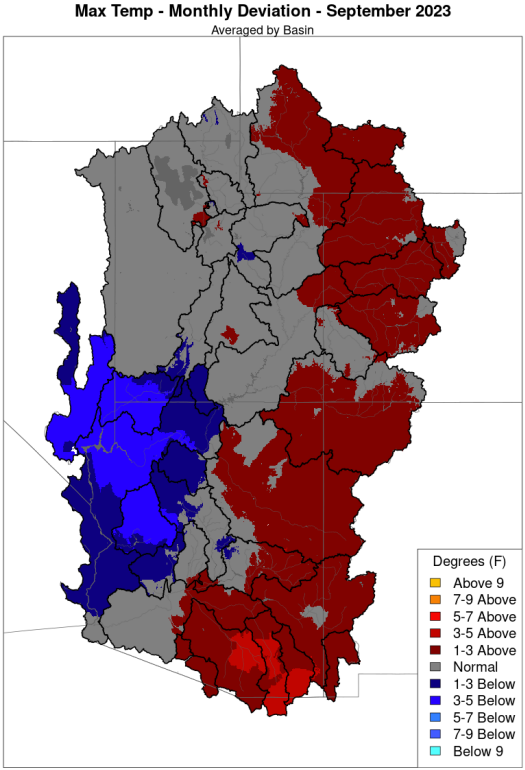 Max Temp - Monthly Deviation - September 2023
Averaged by Basin
Degrees (F)
Above 9
7-9 Above
5-7 Above
3-5 Above
1-3 Above
Normal
1-3 Below
3-5 Below
5-7 Below
7-9 Below
Below 9